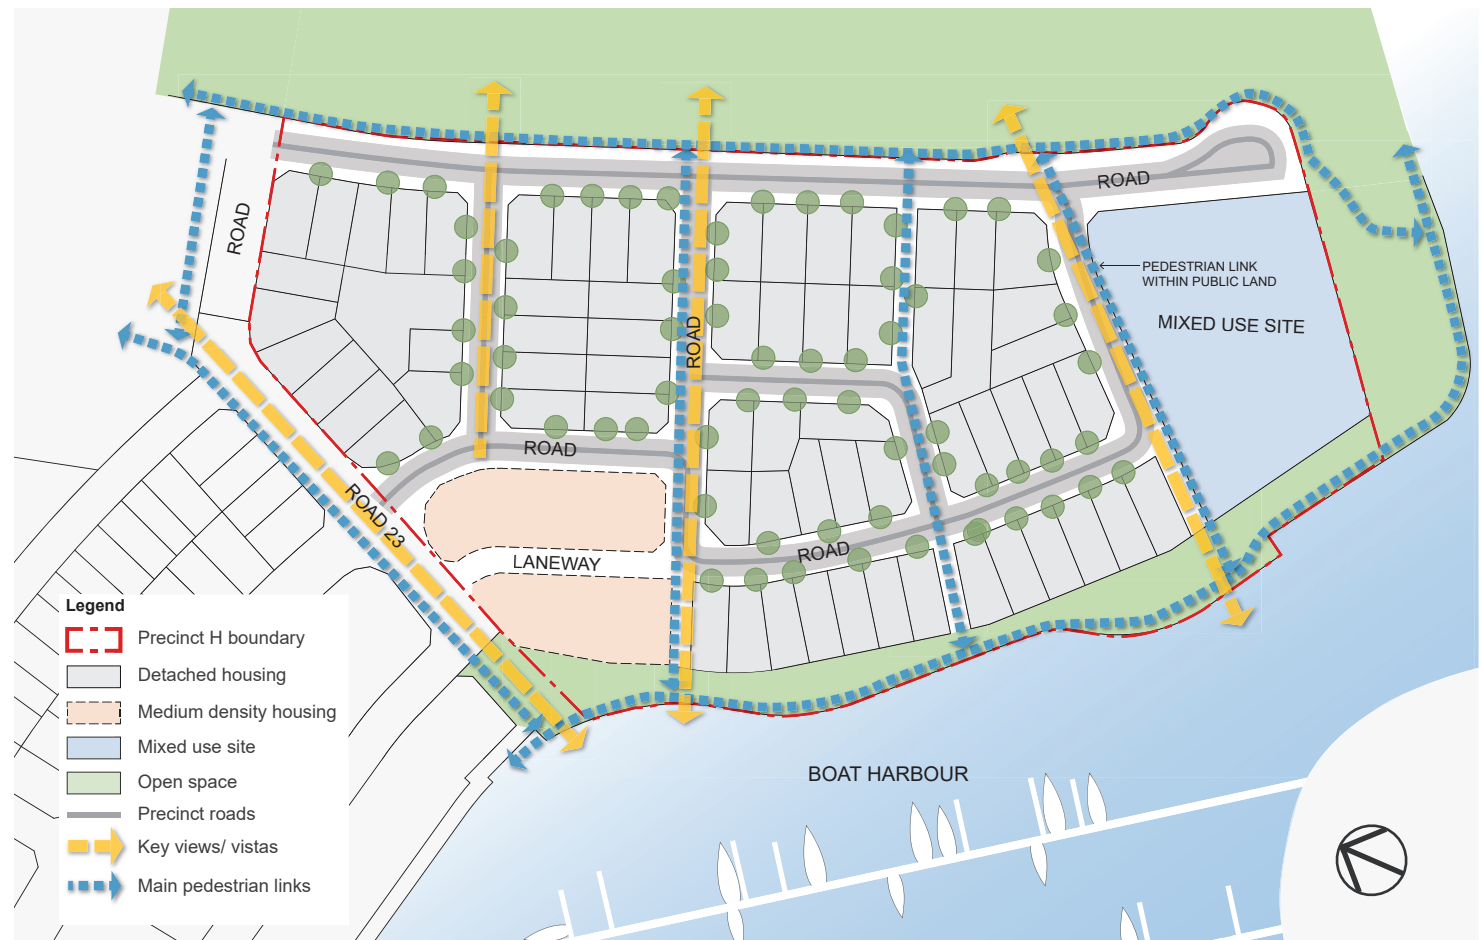 ROAD
ROAD
PEDESTRIAN LINK
WITHIN PUBLIC LAND
MIXED USE SITE
ROAD
ROAD
ROAD 23
ROAD
LANEWAY
Legend
Precinct H boundary
Detached housing
Medium density housing
Mixed use site
Open space
Precinct roads
Key views/ vistas
Main pedestrian links
BOAT HARBOUR